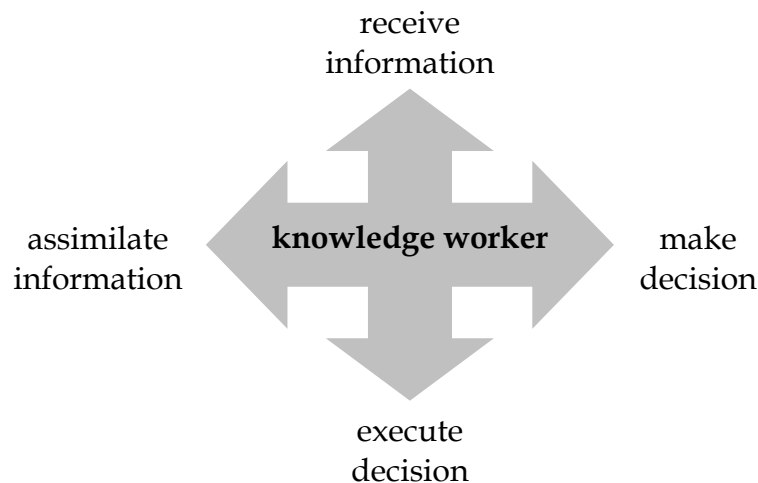 receive
information
assimilate
information
knowledge worker
make
decision
execute
decision